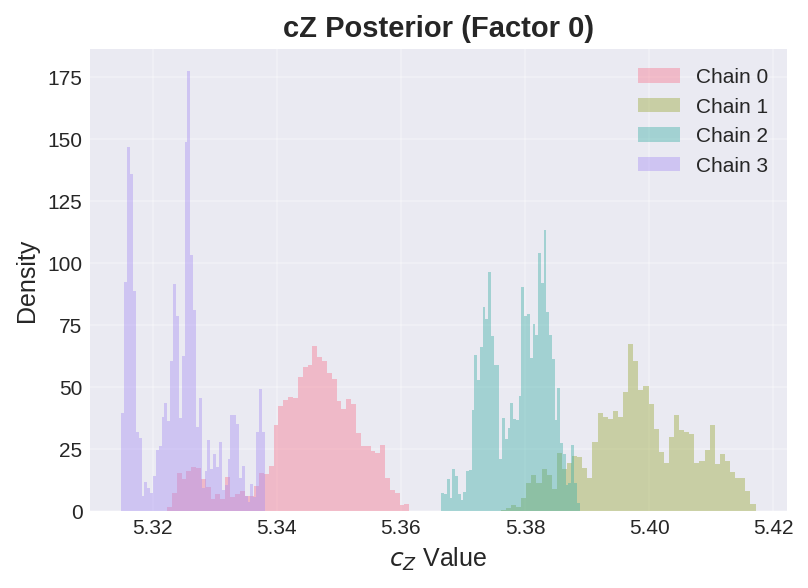 cZ Posterior (Factor 0)
Chain 0
Chain 1
Chain 2
Chain 3
Density
175
150
125
100
75
50
25
0
5.32 5.34 5.36 5.38 5.40 5.42
cZ Value